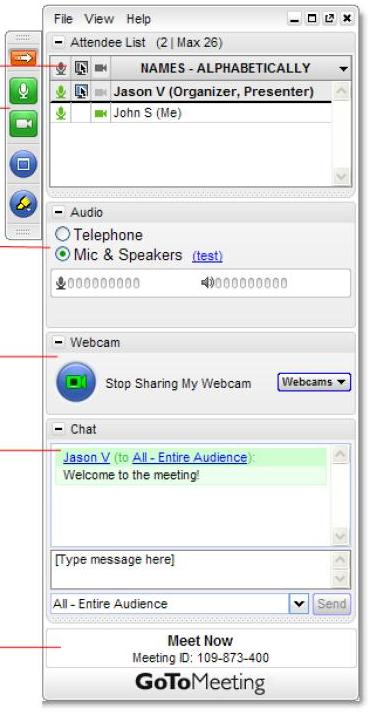 File View Help
Attendee List (2 | Max 26)
NAMES - ALPHABETICALLY
Jason V (Organizer, Presenter)
John S (Me)
Audio
Telephone
Mic & Speakers (test)
000000000 000000000
Webcam
Stop Sharing My Webcam Webcams
Chat
Jason V (to All - Entire Audience):
Welcome to the meeting!
[Type message here]
All - Entire Audience Send
Meet Now
Meeting ID: 109-873-400
GoToMeeting